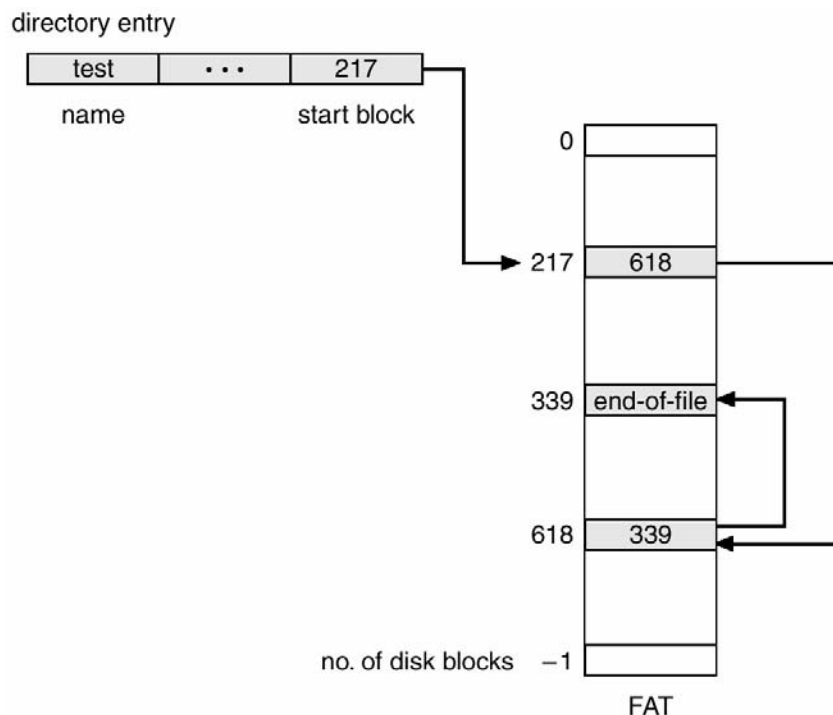 directory entry
test ••• 217
name start block
0
217 618
339 end-of-file
618 339
no. of disk blocks −1
FAT